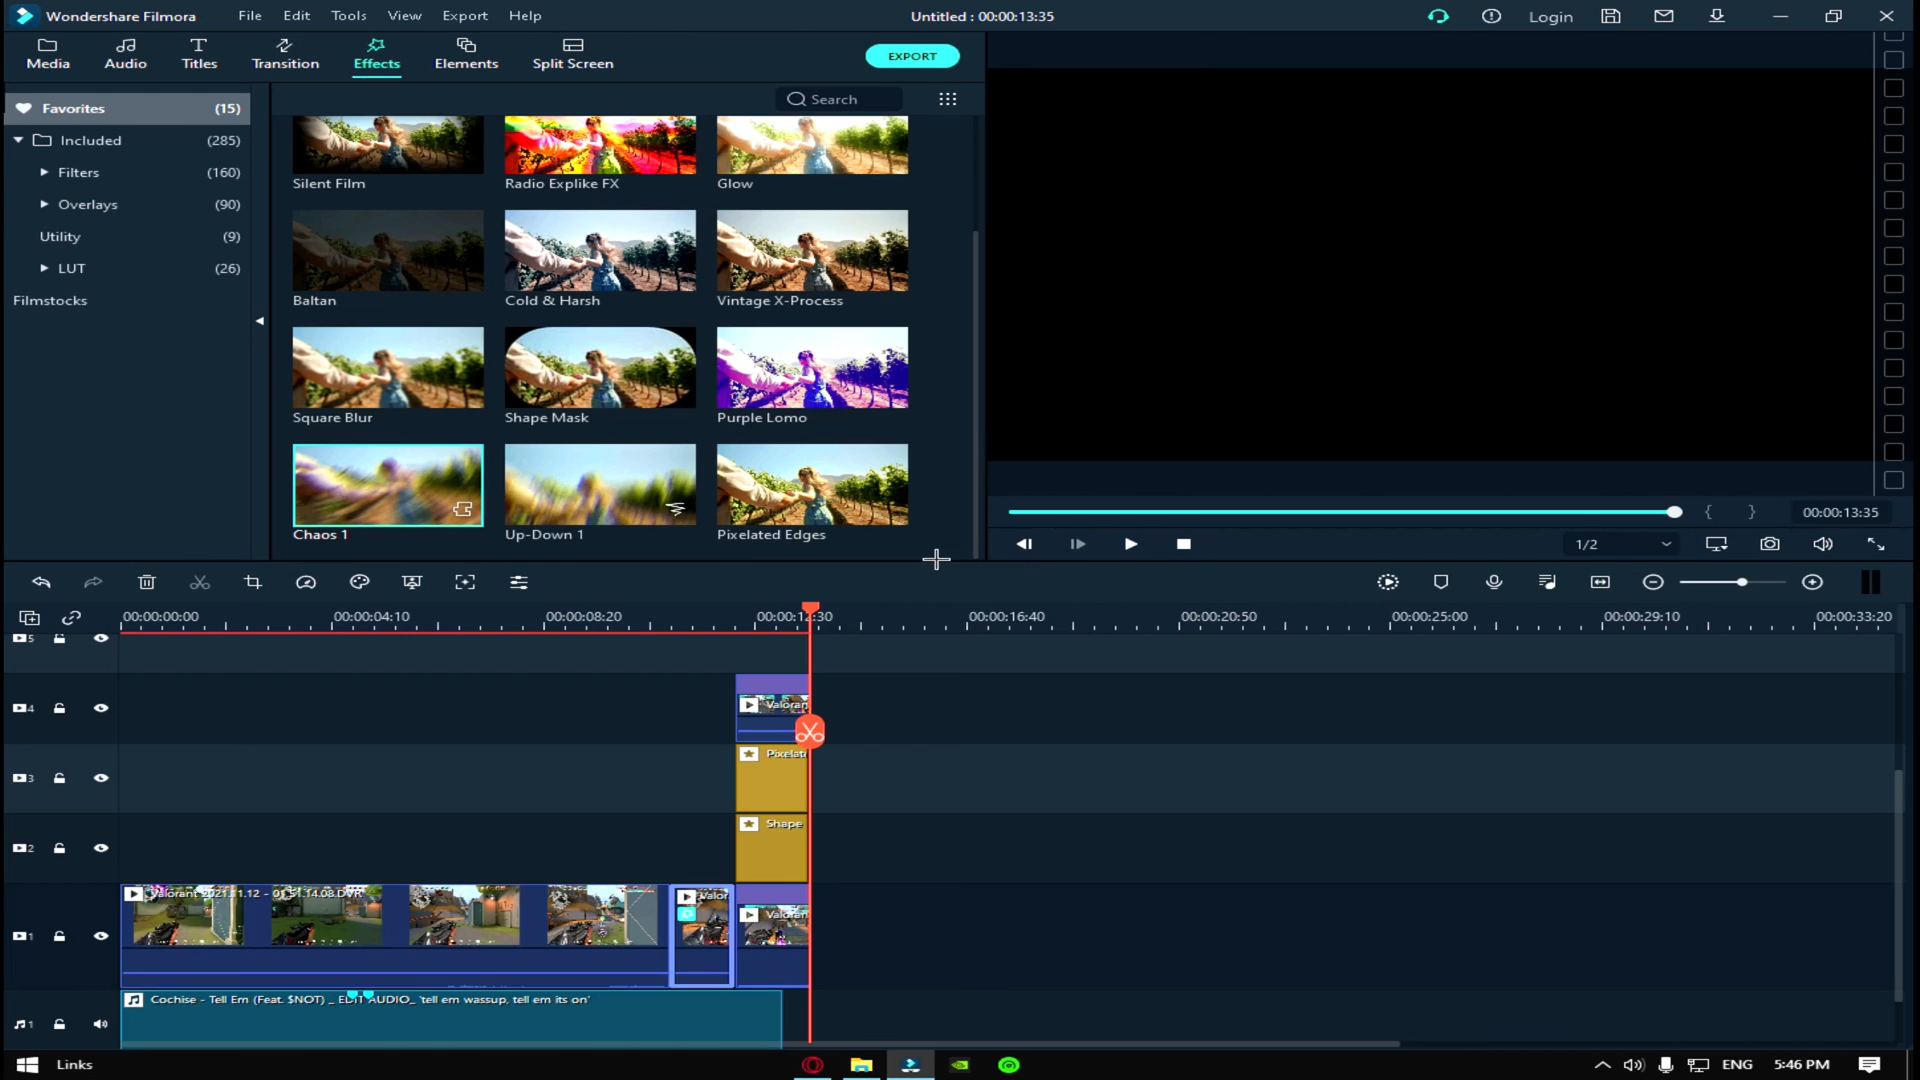 Wondershare Filmora
File Edit Tools View Export Help
Untitled : 00:00:13:35
Login
Media Audio Titles Transition Effects Elements Split Screen
EXPORT
Favorites (15)
Search
Included (285)
Filters (160)
Overlays (90)
Utility (9)
LUT (26)
Filmstocks
Silent Film Radio Explike FX Glow
Baltan Cold & Harsh Vintage X-Process
Square Blur Shape Mask Purple Lomo
Chaos 1 Up-Down 1 Pixelated Edges
{ } 00:00:13:35
1/2
00:00:00:00 00:00:04:10 00:00:08:20 00:00:12:30 00:00:16:40 00:00:20:50 00:00:25:00 00:00:29:10 00:00:33:20
5
4 Valoran
3 Pixelat
2 Shape
Valorant 2021.11.12 - 01.51.14.08.DVR
Valor
Valoran
1
Cochise - Tell Em (Feat. $NOT) _ EDIT AUDIO_ 'tell em wassup, tell em its on'
1
Links
ENG 5:46 PM